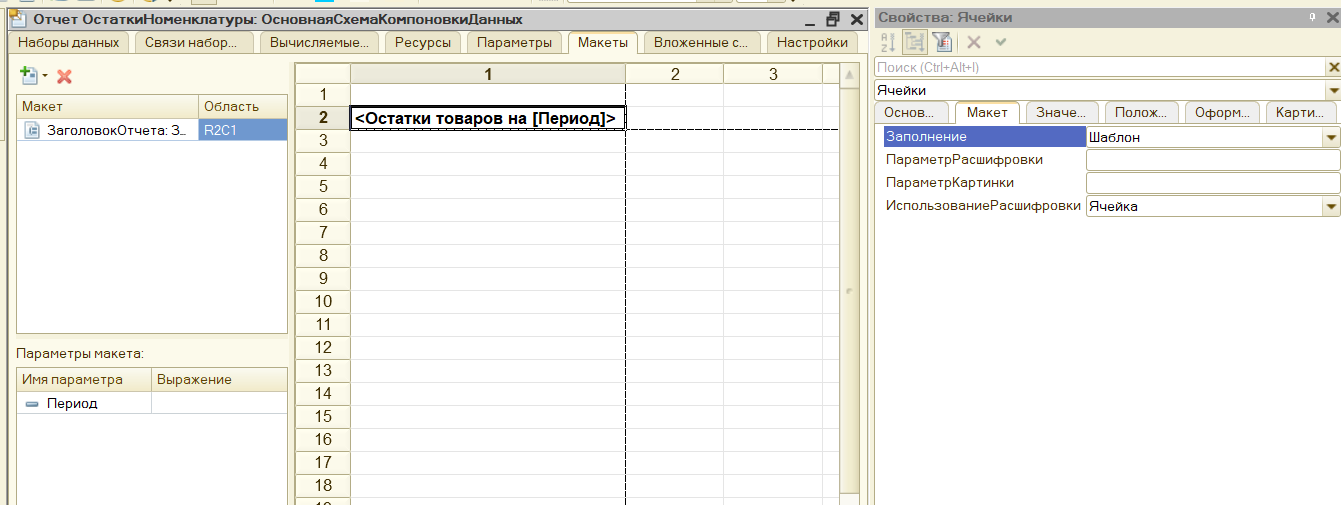 Отчет ОстаткиНоменклатуры: ОсновнаяСхемаКомпоновкиДанных
Наборы данных Связи набор... Вычисляемые... Ресурсы Параметры Макеты Вложенные с... Настройки
Макет Область
ЗаголовокОтчета: З... R2C1
Параметры макета:
Имя параметра Выражение
Период
1 2 3
1
2 <Остатки товаров на [Период]>
3
4
5
6
7
8
9
10
11
12
13
14
15
16
17
18
Свойства: Ячейки
Поиск (Ctrl+Alt+I)
Ячейки
Основ... Макет Значе... Полож... Оформ... Карти...
Заполнение Шаблон
ПараметрРасшифровки
ПараметрКартинки
ИспользованиеРасшифровки Ячейка